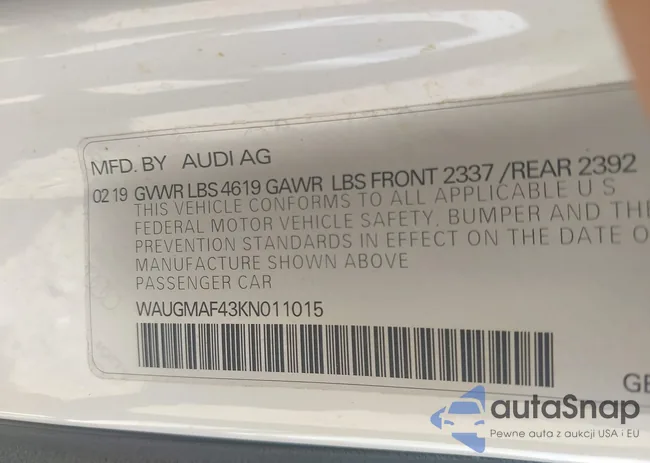 MFD. BY AUDI AG
02 19 GVWR LBS 4619 GAWR LBS FRONT 2337 /REAR 2392
THIS VEHICLE CONFORMS TO ALL APPLICABLE U S
FEDERAL MOTOR VEHICLE SAFETY, BUMPER AND
PREVENTION STANDARDS IN EFFECT ON THE DATE
MANUFACTURE SHOWN ABOVE
PASSENGER CAR
WAUGMAF43KN011015
autaSnap
Pewne auta z aukcji USA i EU